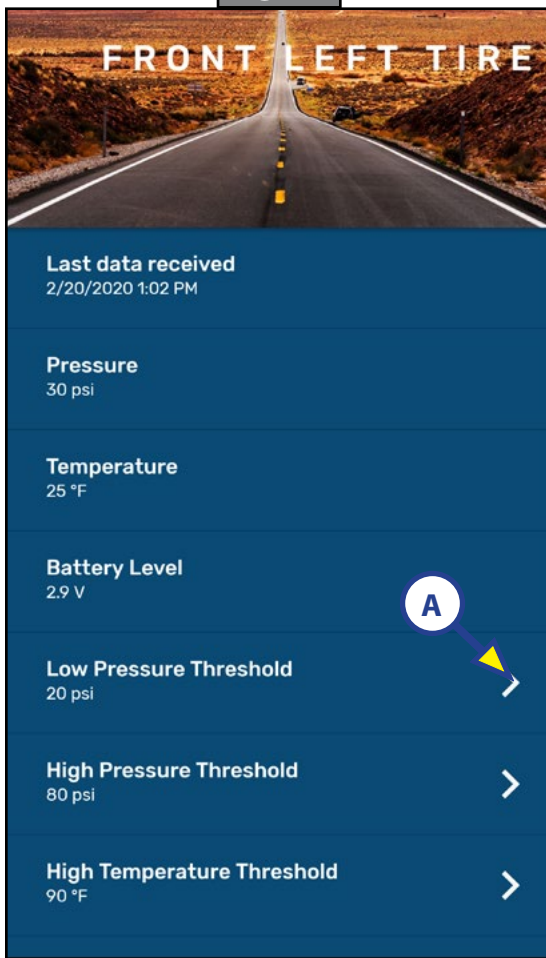 FRONT LEFT TIRE
Last data received
2/20/2020 1:02 PM
Pressure
30 psi
Temperature
25 °F
Battery Level
2.9 V
A
Low Pressure Threshold
20 psi
High Pressure Threshold
80 psi
High Temperature Threshold
90 °F